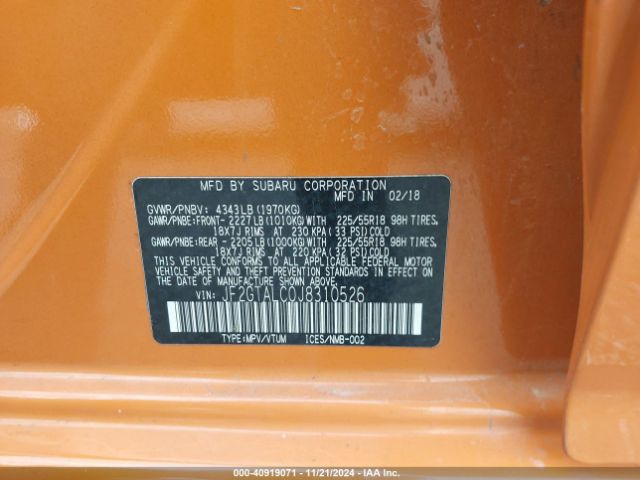 MFD BY SUBARU CORPORATION
MFD IN 02/18
GVWR/PNBV: 4343LB (1970KG)
GAWR/PNBE:FRONT- 2227LB(1010KG)WITH 225/55R18 98H TIRES,
18X7J RIMS AT 230 KPA (33 PSI)COLD
GAWR/PNBE:REAR - 2205LB(1000KG)WITH 225/55R18 98H TIRES,
18X7J RIMS AT 220 KPA (32 PSI)COLD
THIS VEHICLE CONFORMS TO ALL APPLICABLE FEDERAL MOTOR
VEHICLE SAFETY AND THEFT PREVENTION STANDARDS IN EFFECT ON
THE DATE OF MANUFACTURE SHOWN ABOVE.
VIN: JF2GTALC0J8310526
TYPE:MPV/VTUM ICES/NMB-002
000-40919071 - 11/21/2024 - IAA Inc.